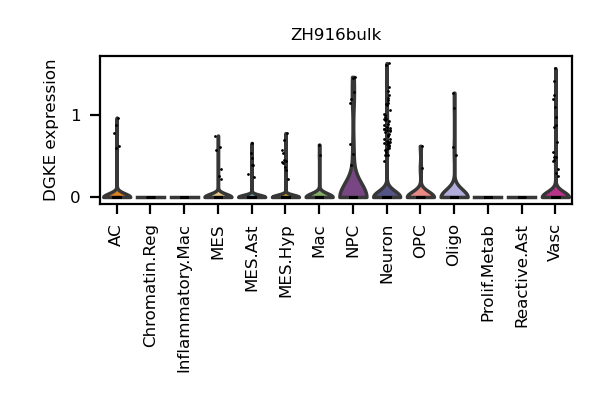 ZH916bulk
DGKE expression
1
0
AC
Chromatin.Reg
Inflammatory.Mac
MES
MES.Ast
MES.Hyp
Mac
NPC
Neuron
OPC
Oligo
Prolif.Metab
Reactive.Ast
Vasc